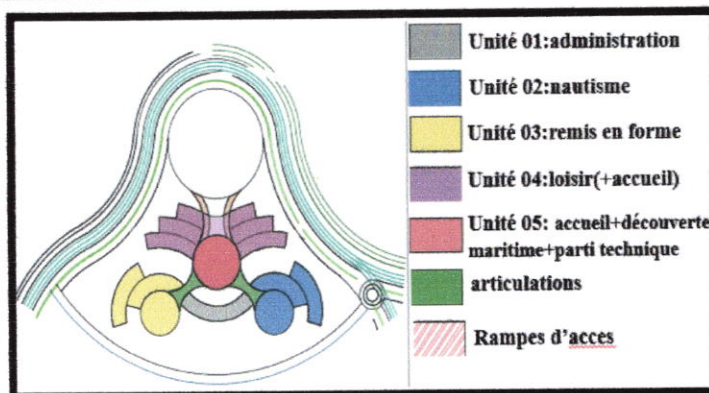 Unité 01:administration
Unité 02:nautisme
Unité 03:remis en forme
Unité 04:loisir(+accueil)
Unité 05: accueil+découverte
maritime+parti technique
articulations
Rampes d’acces